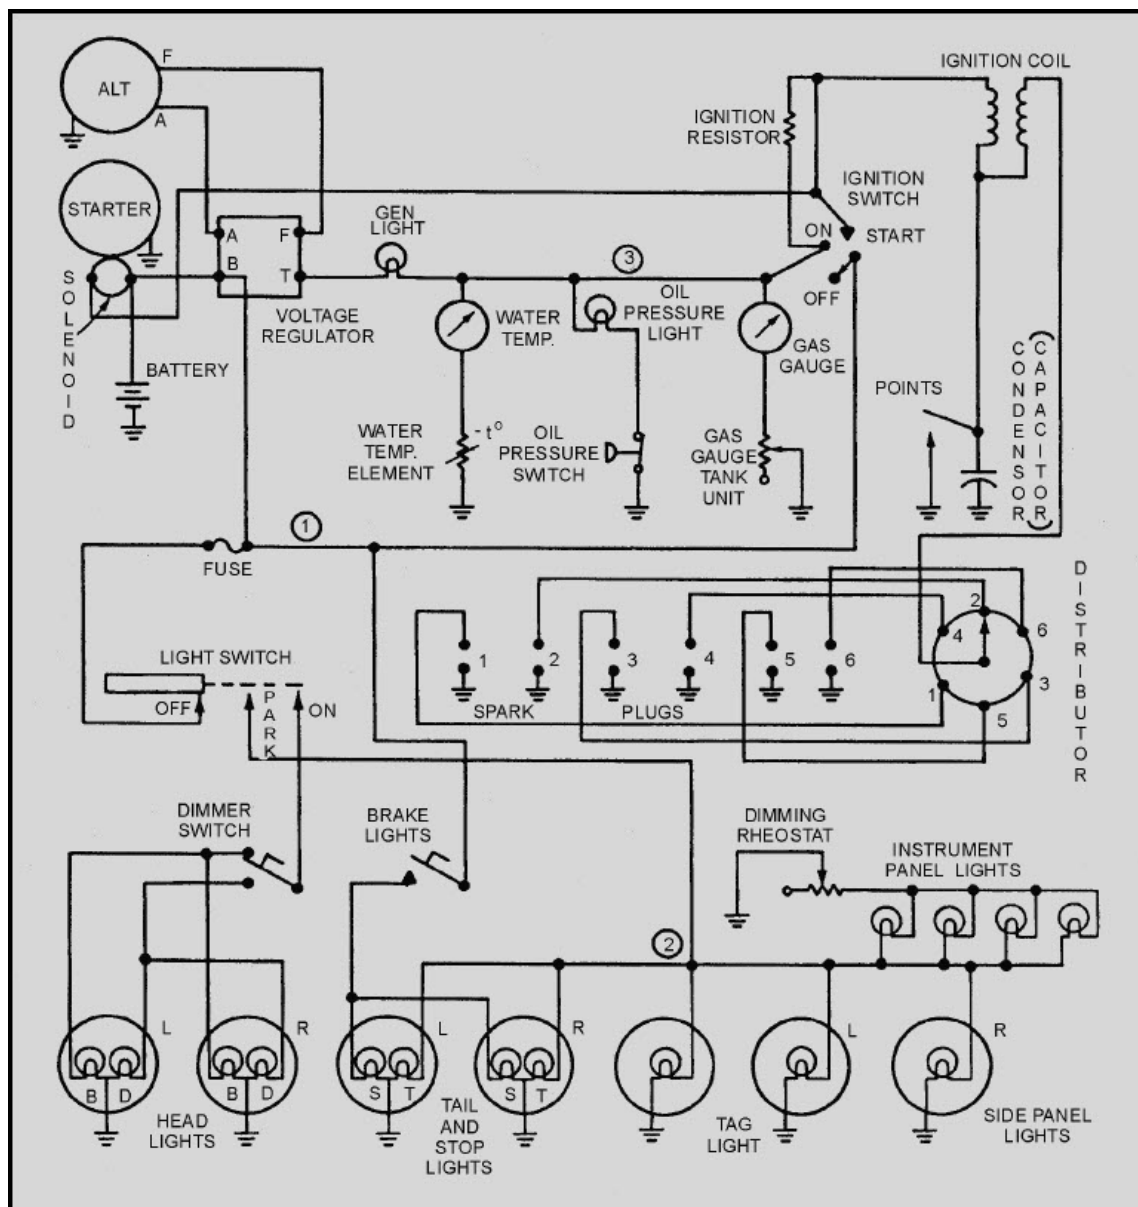 F
ALT
A
IGNITION COIL
IGNITION
RESISTOR
STARTER
GEN
LIGHT
IGNITION
SWITCH
A
F
ON
START
3
B
T
OFF
SOLENOID
VOLTAGE
REGULATOR
WATER
TEMP.
OIL
PRESSURE
LIGHT
GAS
GAUGE
CONDENSOR
(CAPACITOR)
BATTERY
POINTS
WATER
TEMP.
ELEMENT
- t°
OIL
PRESSURE
SWITCH
GAS
GAUGE
TANK
UNIT
1
FUSE
DISTRIBUTOR
2
4
6
1
3
5
1
2
3
4
5
6
SPARK PLUGS
LIGHT SWITCH
OFF
PARK
ON
DIMMER
SWITCH
BRAKE
LIGHTS
DIMMING
RHEOSTAT
INSTRUMENT
PANEL LIGHTS
2
L
R
L
R
L
R
B
D
B
D
S
T
S
T
HEAD
LIGHTS
TAIL
AND
STOP
LIGHTS
TAG
LIGHT
SIDE PANEL
LIGHTS